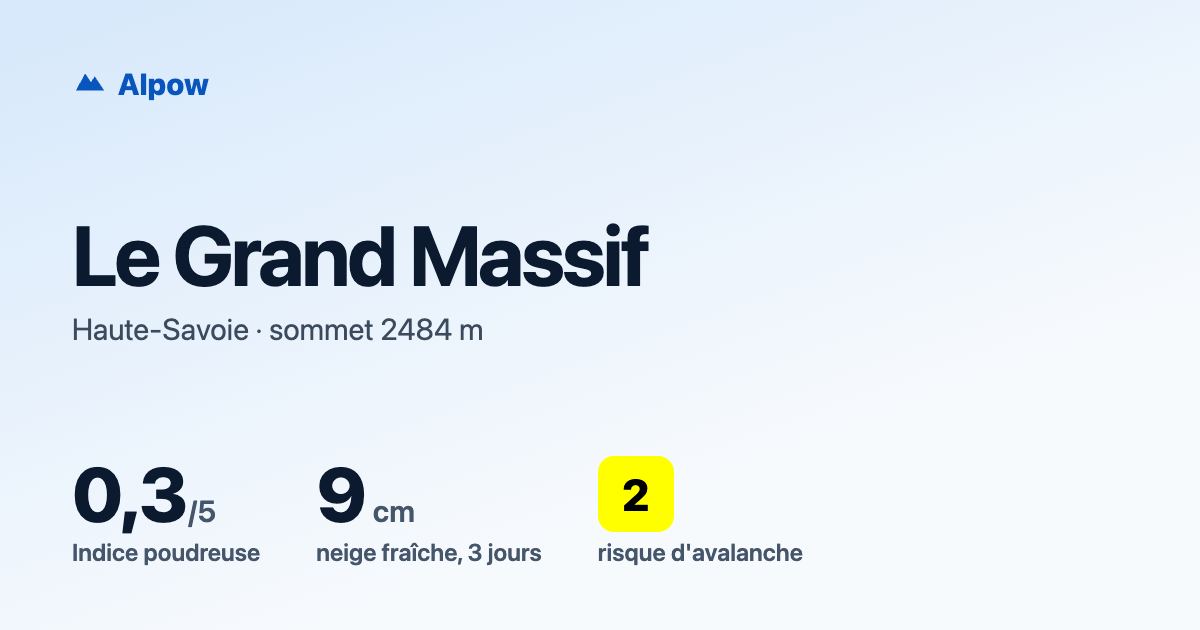 Alpow
Le Grand Massif
Haute-Savoie · sommet 2484 m
0,3/5
Indice poudreuse
9 cm
neige fraîche, 3 jours
2
risque d'avalanche